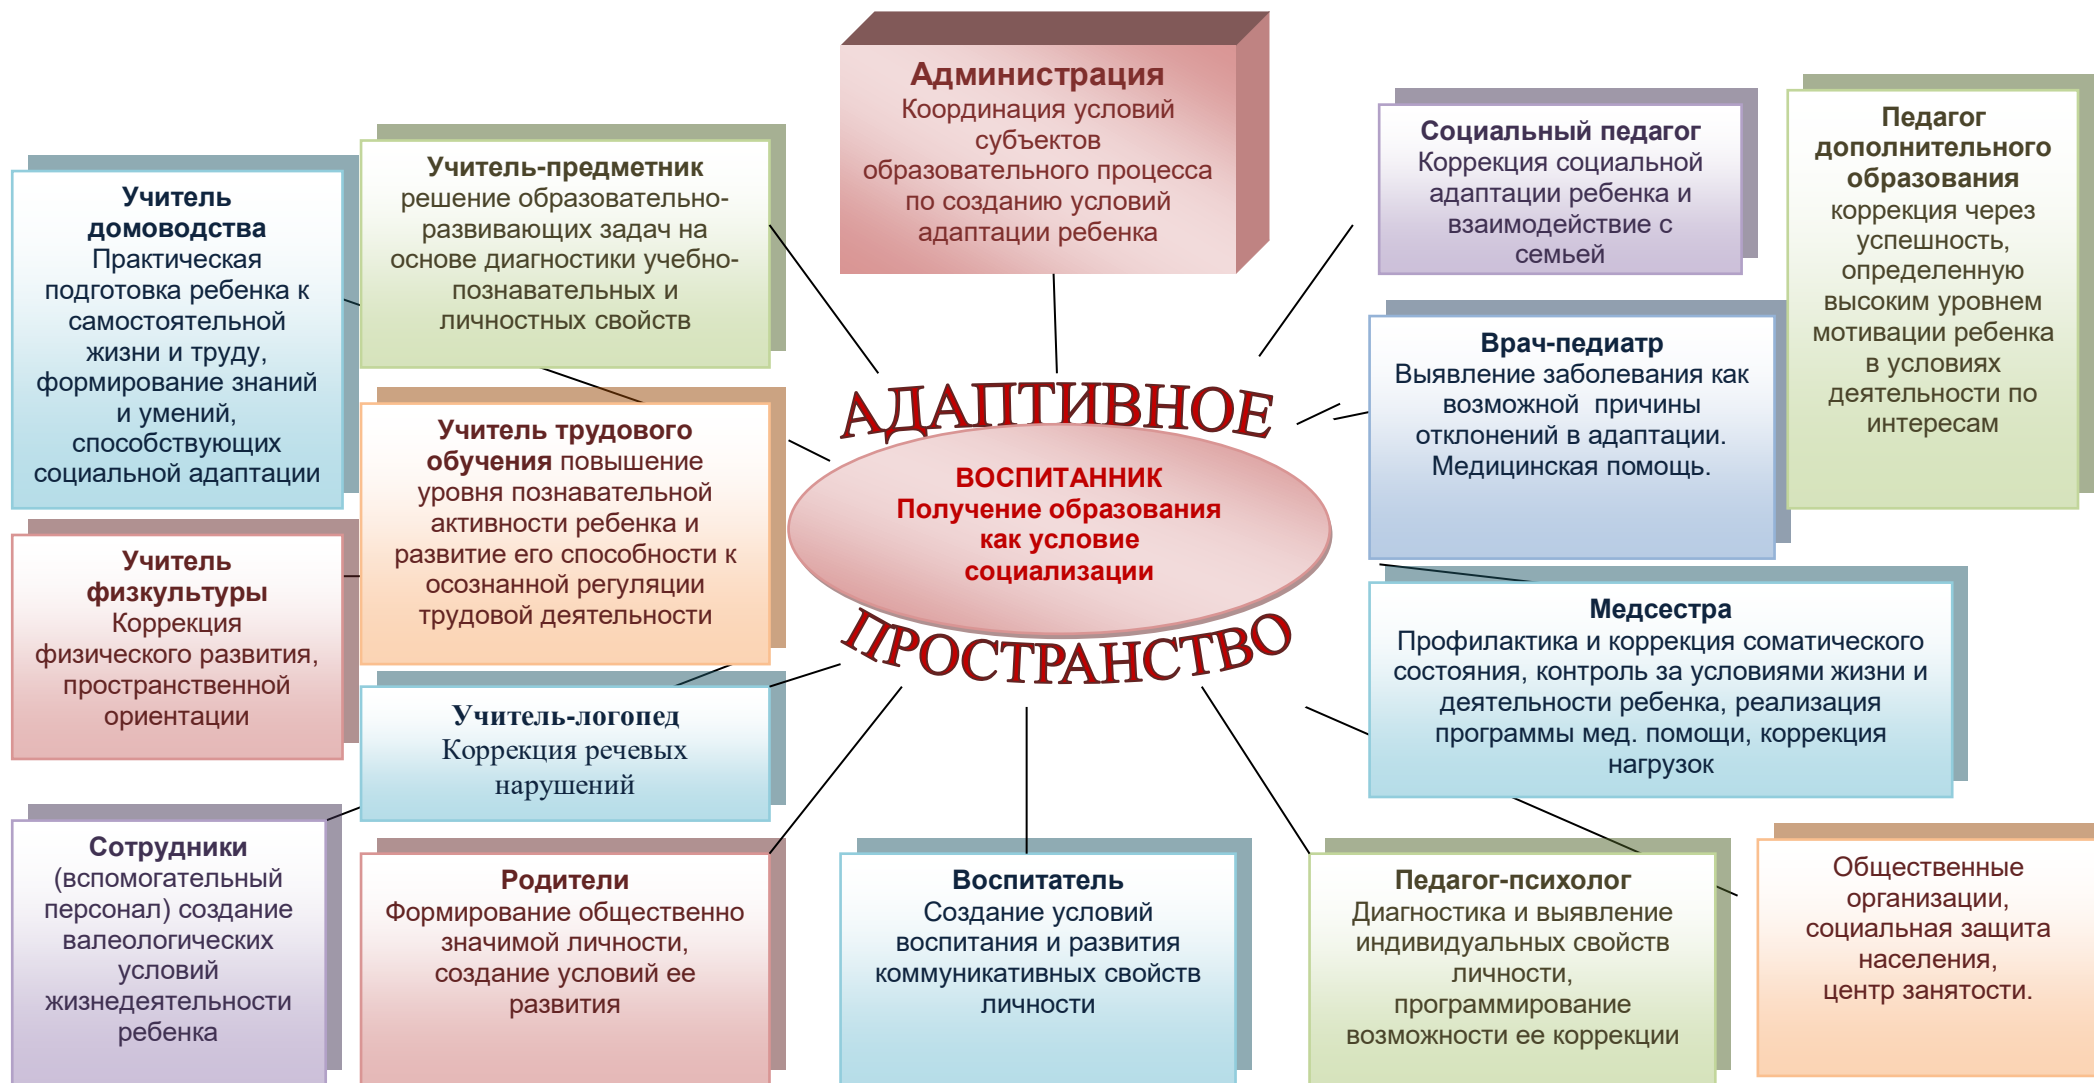 Администрация
Координация условий
субъектов
образовательного процесса
по созданию условий
адаптации ребенка
Социальный педагог
Коррекция социальной
адаптации ребенка и
взаимодействие с
семьей
Педагог
дополнительного
образования
коррекция через
успешность,
определенную
высоким уровнем
мотивации ребенка
в условиях
деятельности по
интересам
Учитель-предметник
решение образовательно-
развивающих задач на
основе диагностики учебно-
познавательных и
личностных свойств
Учитель
домоводства
Практическая
подготовка ребенка к
самостоятельной
жизни и труду,
формирование знаний
и умений,
способствующих
социальной адаптации
Врач-педиатр
Выявление заболевания как
возможной причины
отклонений в адаптации.
Медицинская помощь.
АДАПТИВНОЕ
ВОСПИТАННИК
Получение образования
как условие
социализации
ПРОСТРАНСТВО
Учитель трудового
обучения повышение
уровня познавательной
активности ребенка и
развитие его способности к
осознанной регуляции
трудовой деятельности
Учитель
физкультуры
Коррекция
физического развития,
пространственной
ориентации
Медсестра
Профилактика и коррекция соматического
состояния, контроль за условиями жизни и
деятельности ребенка, реализация
программы мед. помощи, коррекция
нагрузок
Учитель-логопед
Коррекция речевых
нарушений
Сотрудники
(вспомогательный
персонал) создание
валеологических
условий
жизнедеятельности
ребенка
Родители
Формирование общественно
значимой личности,
создание условий ее
развития
Воспитатель
Создание условий
воспитания и развития
коммуникативных свойств
личности
Педагог-психолог
Диагностика и выявление
индивидуальных свойств
личности,
программирование
возможности ее коррекции
Общественные
организации,
социальная защита
населения,
центр занятости.